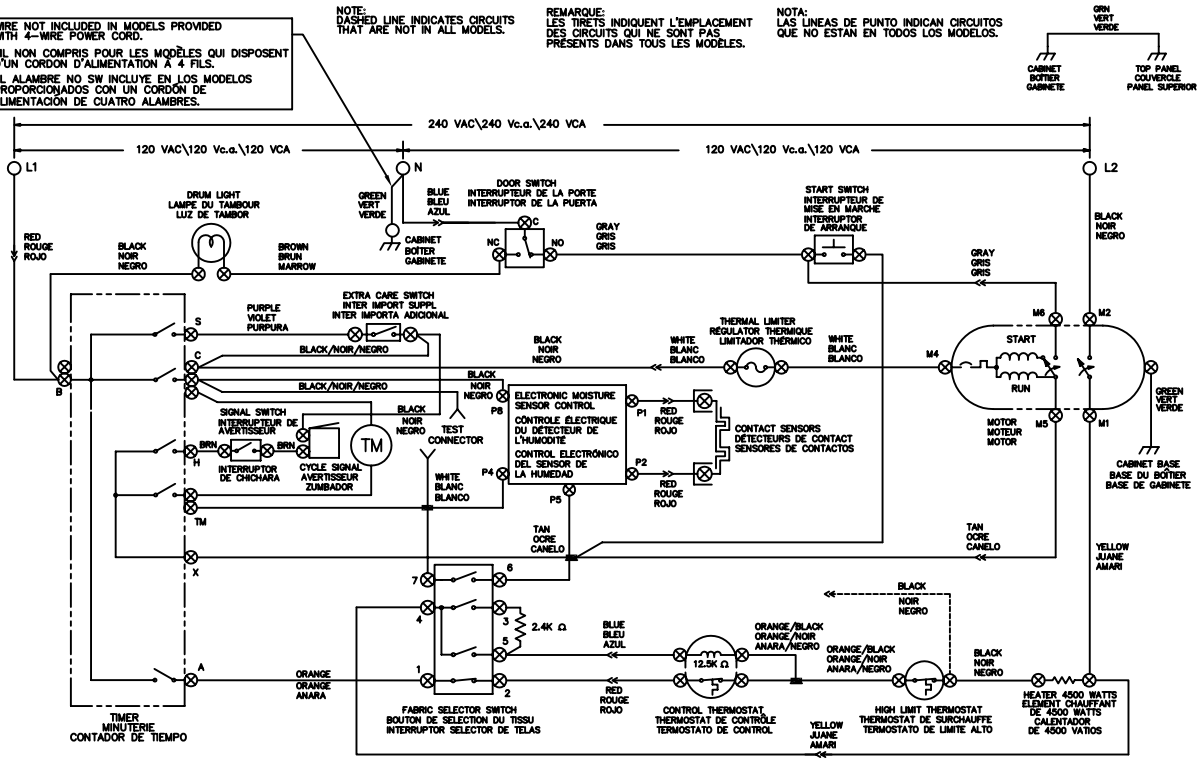 WIRE NOT INCLUDED IN MODELS PROVIDED
WITH 4-WIRE POWER CORD.
FIL NON COMPRIS POUR LES MODÈLES QUI DISPOSENT
D'UN CORDON D'ALIMENTATION À 4 FILS.
EL ALAMBRE NO SW INCLUYE EN LOS MODELOS
PROPORCIONADOS CON UN CORDÓN DE
ALIMENTACIÓN DE CUATRO ALAMBRES.
NOTE:
DASHED LINE INDICATES CIRCUITS
THAT ARE NOT IN ALL MODELS.
REMARQUE:
LES TIRETS INDIQUENT L'EMPLACEMENT
DES CIRCUITS QUI NE SONT PAS
PRÉSENTS DANS TOUS LES MODÈLES.
NOTA:
LAS LINEAS DE PUNTO INDICAN CIRCUITOS
QUE NO ESTAN EN TODOS LOS MODELOS.
GRN
VERT
VERDE
CABINET
BOÎTIER
GABINETE
TOP PANEL
COUVERCLE
PANEL SUPERIOR
240 VAC\240 Vc.a.\240 VCA
120 VAC\120 Vc.a.\120 VCA
120 VAC\120 Vc.a.\120 VCA
L1
N
L2
RED
ROUGE
ROJO
DRUM LIGHT
LAMPE DU TAMBOUR
LUZ DE TAMBOR
BLACK
NOIR
NEGRO
BROWN
BRUN
MARROW
GREEN
VERT
VERDE
CABINET
BOÎTIER
GABINETE
BLUE
BLEU
AZUL
DOOR SWITCH
INTERRUPTEUR DE LA PORTE
INTERRUPTOR DE LA PUERTA
C
NC
NO
GRAY
GRIS
GRIS
START SWITCH
INTERRUPTEUR DE
MISE EN MARCHE
INTERRUPTOR
DE ARRANQUE
GRAY
GRIS
GRIS
BLACK
NOIR
NEGRO
PURPLE
VIOLET
PURPURA
EXTRA CARE SWITCH
INTER IMPORT SUPPL
INTER IMPORTA ADICIONAL
S
C
B
BLACK/NOIR/NEGRO
BLACK
NOIR
NEGRO
THERMAL LIMITER
RÉGULATOR THERMIQUE
LIMITADOR THÉRMICO
WHITE
BLANC
BLANCO
WHITE
BLANC
BLANCO
M4
M6
M2
START
RUN
M5
M1
MOTOR
MOTEUR
MOTOR
GREEN
VERT
VERDE
CABINET BASE
BASE DU BOÎTIER
BASE DE GABINETE
BLACK/NOIR/NEGRO
BLACK
NOIR
NEGRO
P8
BLACK
NOIR
NEGRO
TEST
CONNECTOR
SIGNAL SWITCH
INTERRUPTEUR DE
AVERTISSEUR
BRN
BRN
H
INTERRUPTOR
DE CHICHARA
CYCLE SIGNAL
AVERTISSEUR
ZUMBADOR
TM
ELECTRONIC MOISTURE
SENSOR CONTROL
CÔNTROLE ÉLECTRIQUE
DU DÉTECTEUR DE
L'HUMODITÉ
CONTROL ELECTRÓNICO
DEL SENSOR DE
LA HUMEDAD
P1
RED
ROUGE
ROJO
P2
RED
ROUGE
ROJO
CONTACT SENSORS
DÉTECTEURS DE CONTACT
SENSORES DE CONTACTOS
P4
P5
WHITE
BLANC
BLANCO
TM
X
TAN
OCRE
CANELO
TAN
OCRE
CANELO
YELLOW
JUANE
AMARI
7
6
4
3
2.4K Ω
5
1
2
A
ORANGE
ORANGE
ANARA
BLUE
BLEU
AZUL
RED
ROUGE
ROJO
12.5K Ω
ORANGE/BLACK
ORANGE/NOIR
ANARA/NEGRO
ORANGE/BLACK
ORANGE/NOIR
ANARA/NEGRO
BLACK
NOIR
NEGRO
BLACK
NOIR
NEGRO
TIMER
MINUTERIE
CONTADOR DE TIEMPO
FABRIC SELECTOR SWITCH
BOUTON DE SELECTION DU TISSU
INTERRUPTOR SELECTOR DE TELAS
CONTROL THERMOSTAT
THERMOSTAT DE CONTRÔLE
TERMOSTATO DE CONTROL
HIGH LIMIT THERMOSTAT
THERMOSTAT DE SURCHAUFFE
TERMOSTATO DE LIMITE ALTO
HEATER 4500 WATTS
ELEMENT CHAUFFANT
DE 4500 WATTS
CALENTADOR
DE 4500 VATIOS
YELLOW
JUANE
AMARI